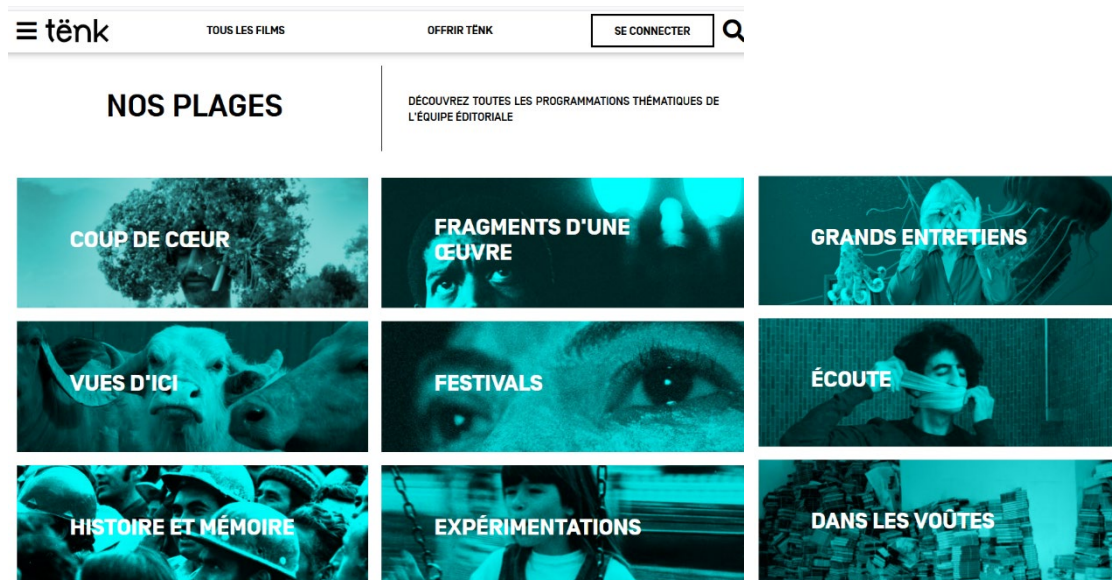 tënk
TOUS LES FILMS
OFFRIR TËNK
SE CONNECTER
NOS PLAGES
DÉCOUVREZ TOUTES LES PROGRAMMATIONS THÉMATIQUES DE
L'ÉQUIPE ÉDITORIALE
COUP DE CŒUR
FRAGMENTS D'UNE
ŒUVRE
GRANDS ENTRETIENS
VUES D'ICI
FESTIVALS
ÉCOUTE
HISTOIRE ET MÉMOIRE
EXPÉRIMENTATIONS
DANS LES VOÛTES